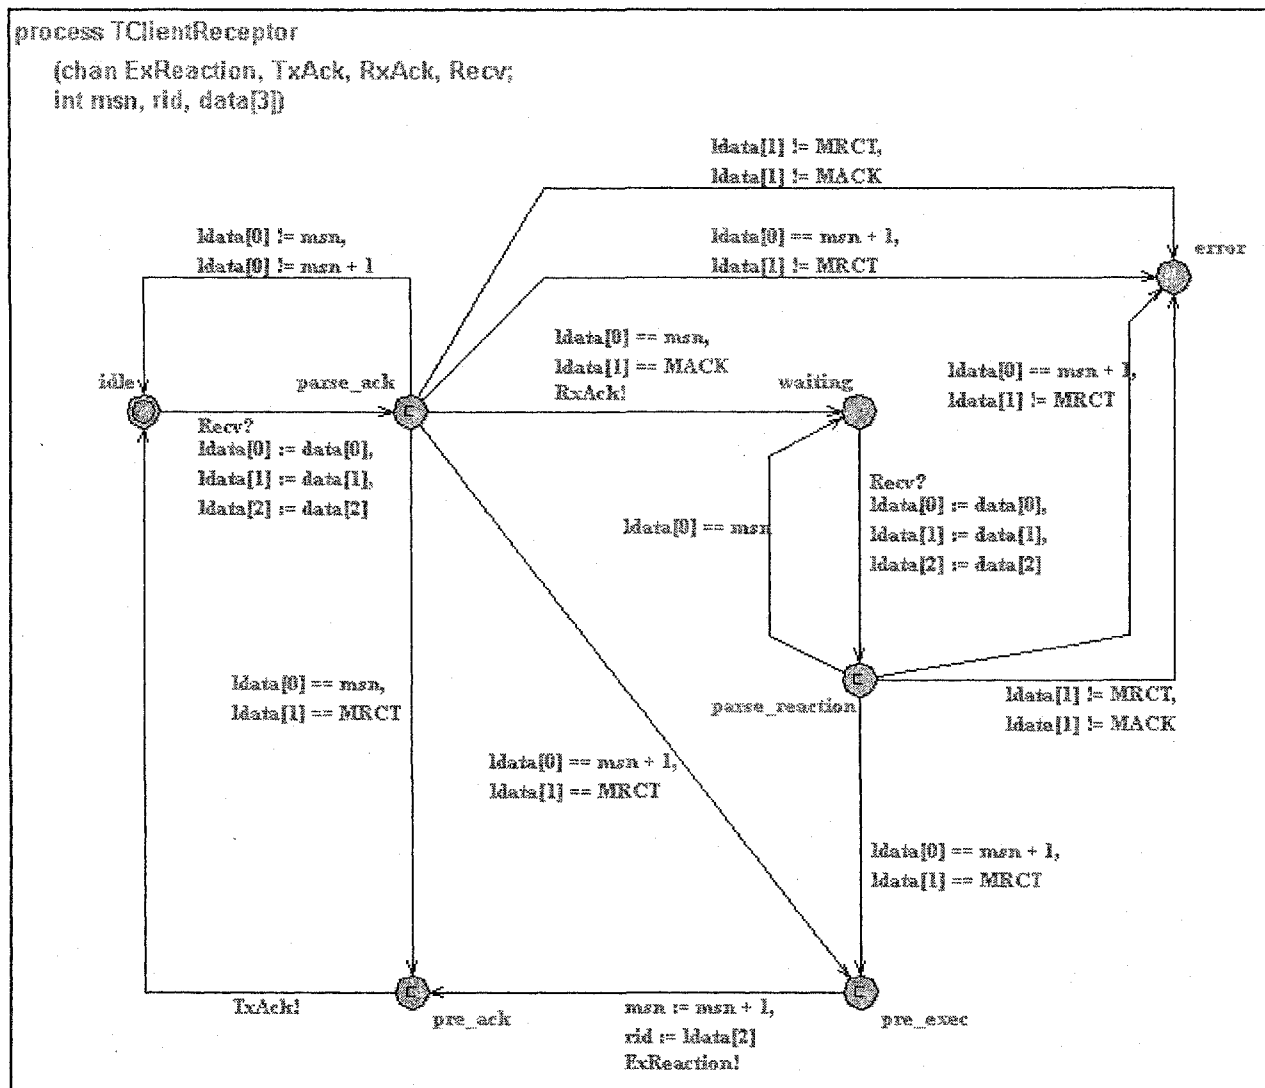 process TClientReceptor
(chan ExReaction, TxAck, RxAck, Recv;
int msn, rid, data[3])
ldata[1] != MRCT,
ldata[1] != MACK
ldata[0] != msn,
ldata[0] != msn + 1
ldata[0] == msn + 1,
ldata[1] != MRCT
error
ldata[0] == msn,
ldata[1] == MACK
RxAck!
idle
parse_ack
waiting
ldata[0] == msn + 1,
ldata[1] != MRCT
Recv?
ldata[0] := data[0],
ldata[1] := data[1],
ldata[2] := data[2]
C
Recv?
ldata[0] := data[0],
ldata[1] := data[1],
ldata[2] := data[2]
ldata[0] == msn
ldata[0] == msn,
ldata[1] == MRCT
C
parse_reaction
ldata[1] != MRCT,
ldata[1] != MACK
ldata[0] == msn + 1,
ldata[1] == MRCT
ldata[0] == msn + 1,
ldata[1] == MRCT
C
C
TxAck!
pre_ack
msn := msn + 1,
rid := ldata[2]
ExReaction!
pre_exec